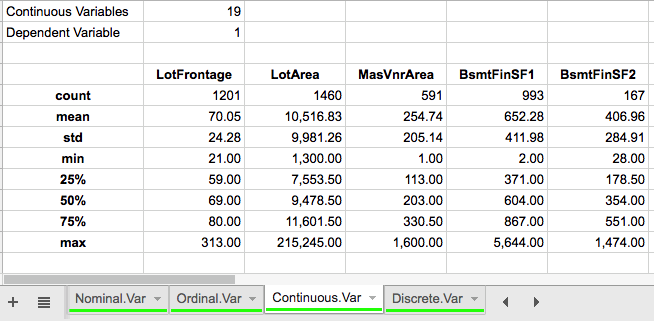 Continuous Variables 19
Dependent Variable 1
LotFrontage LotArea MasVnrArea BsmtFinSF1 BsmtFinSF2
count 1201 1460 591 993 167
mean 70.05 10,516.83 254.74 652.28 406.96
std 24.28 9,981.26 205.14 411.98 284.91
min 21.00 1,300.00 1.00 2.00 28.00
25% 59.00 7,553.50 113.00 371.00 178.50
50% 69.00 9,478.50 203.00 604.00 354.00
75% 80.00 11,601.50 330.50 867.00 551.00
max 313.00 215,245.00 1,600.00 5,644.00 1,474.00
Nominal.Var Ordinal.Var Continuous.Var Discrete.Var